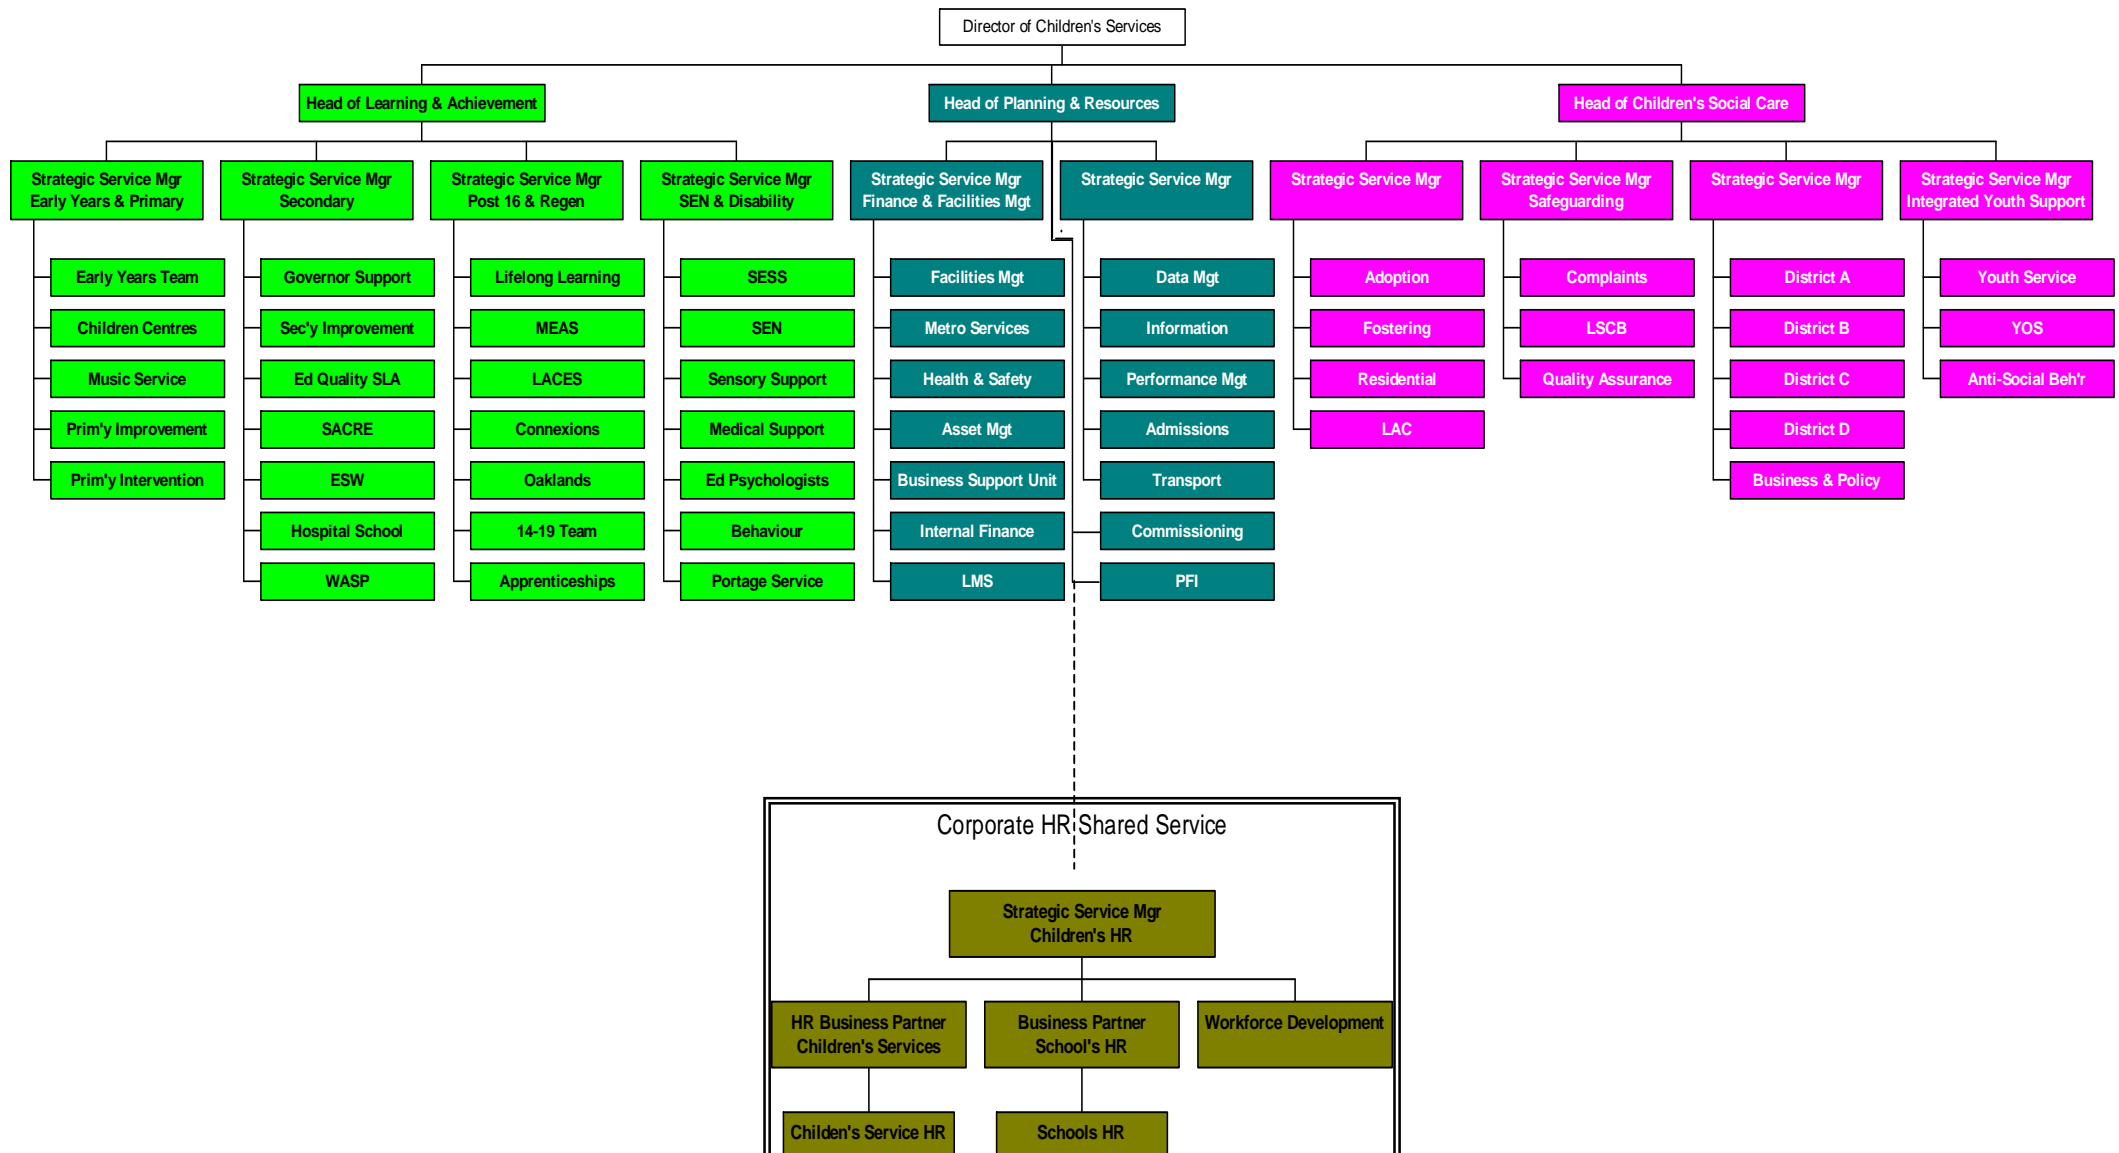 Director of Children's Services
Head of Learning & Achievement
Head of Planning & Resources
Head of Children's Social Care
Strategic Service Mgr
Early Years & Primary
Strategic Service Mgr
Secondary
Strategic Service Mgr
Post 16 & Regen
Strategic Service Mgr
SEN & Disability
Strategic Service Mgr
Finance & Facilities Mgt
Strategic Service Mgr
Strategic Service Mgr
Strategic Service Mgr
Safeguarding
Strategic Service Mgr
Strategic Service Mgr
Integrated Youth Support
Early Years Team
Children Centres
Music Service
Prim'y Improvement
Prim'y Intervention
Governor Support
Sec'y Improvement
Ed Quality SLA
SACRE
ESW
Hospital School
WASP
Lifelong Learning
MEAS
LACES
Connexions
Oaklands
14-19 Team
Apprenticeships
SESS
SEN
Sensory Support
Medical Support
Ed Psychologists
Behaviour
Portage Service
Facilities Mgt
Metro Services
Health & Safety
Asset Mgt
Business Support Unit
Internal Finance
LMS
Data Mgt
Information
Performance Mgt
Admissions
Transport
Commissioning
PFI
Adoption
Fostering
Residential
LAC
Complaints
LSCB
Quality Assurance
District A
District B
District C
District D
Business & Policy
Youth Service
YOS
Anti-Social Beh'r
Corporate HR Shared Service
Strategic Service Mgr
Children's HR
HR Business Partner
Children's Services
Business Partner
School's HR
Workforce Development
Childen's Service HR
Schools HR